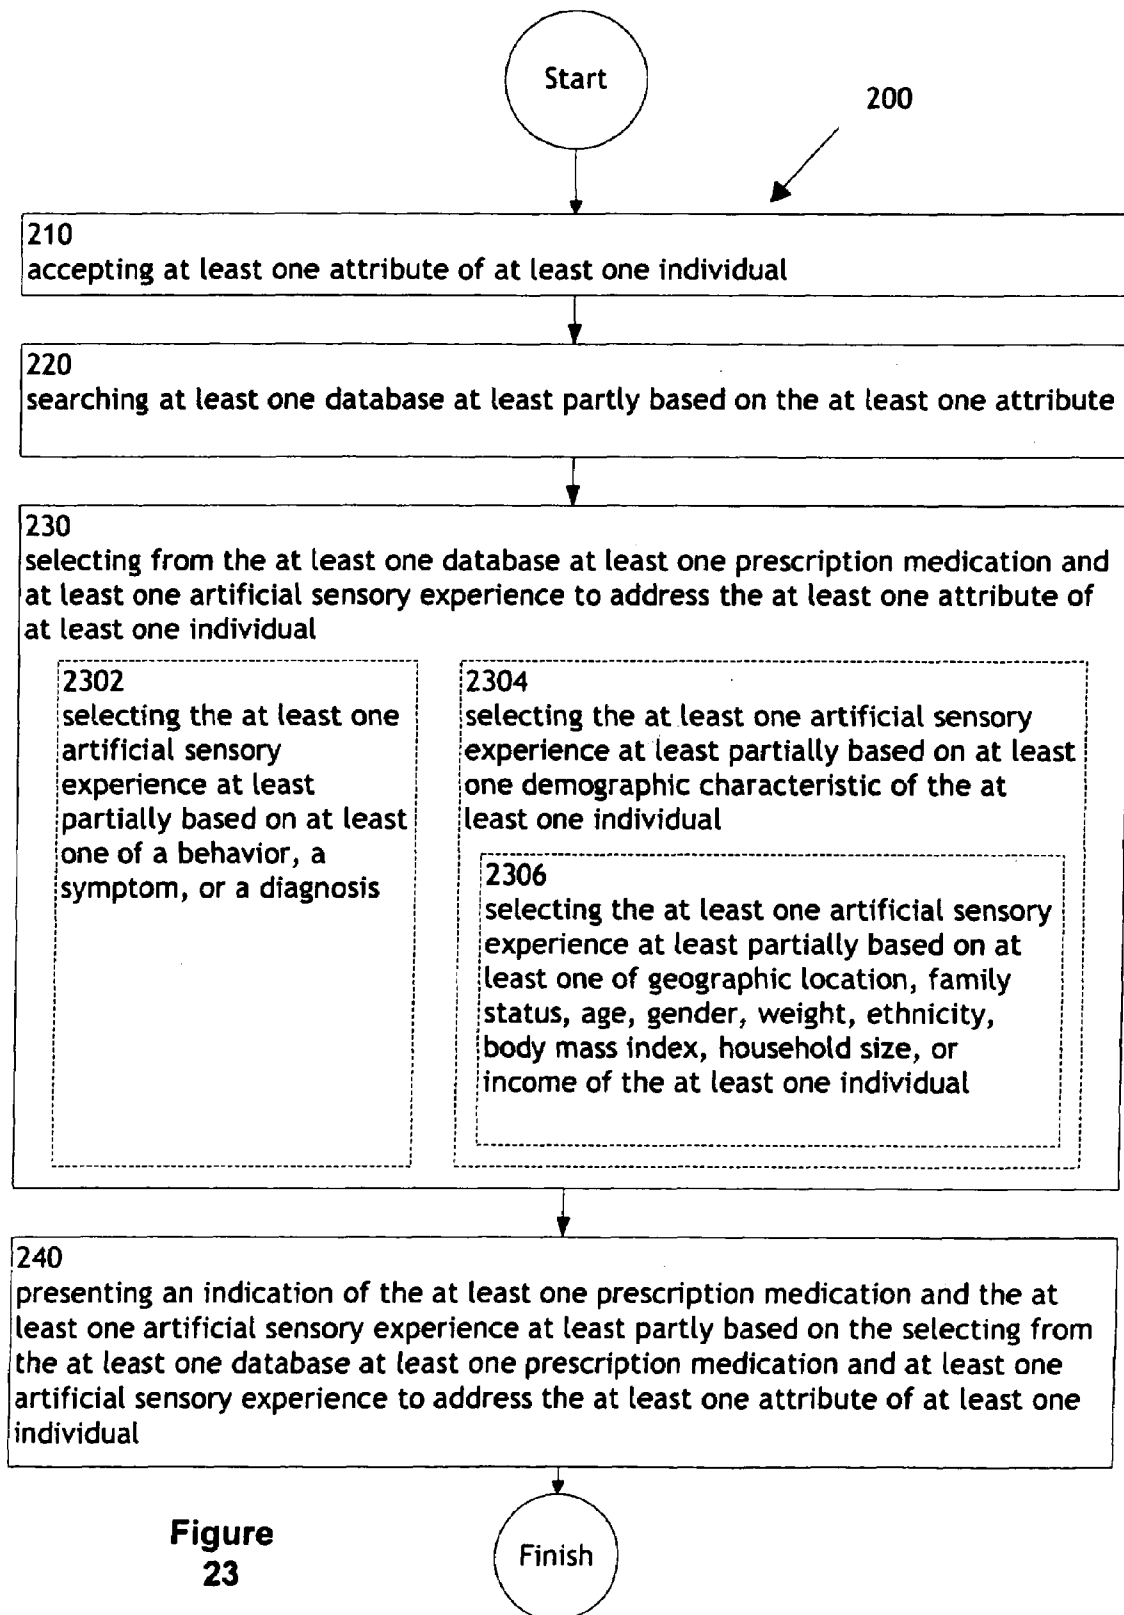 Start
200
210
accepting at least one attribute of at least one individual
220
searching at least one database at least partly based on the at least one attribute
230
selecting from the at least one database at least one prescription medication and
at least one artificial sensory experience to address the at least one attribute of
at least one individual
2302
selecting the at least one
artificial sensory
experience at least
partially based on at least
one of a behavior, a
symptom, or a diagnosis
2304
selecting the at least one artificial sensory
experience at least partially based on at least
one demographic characteristic of the at
least one individual
2306
selecting the at least one artificial sensory
experience at least partially based on at
least one of geographic location, family
status, age, gender, weight, ethnicity,
body mass index, household size, or
income of the at least one individual
240
presenting an indication of the at least one prescription medication and the at
least one artificial sensory experience at least partly based on the selecting from
the at least one database at least one prescription medication and at least one
artificial sensory experience to address the at least one attribute of at least one
individual
Finish
Figure
23